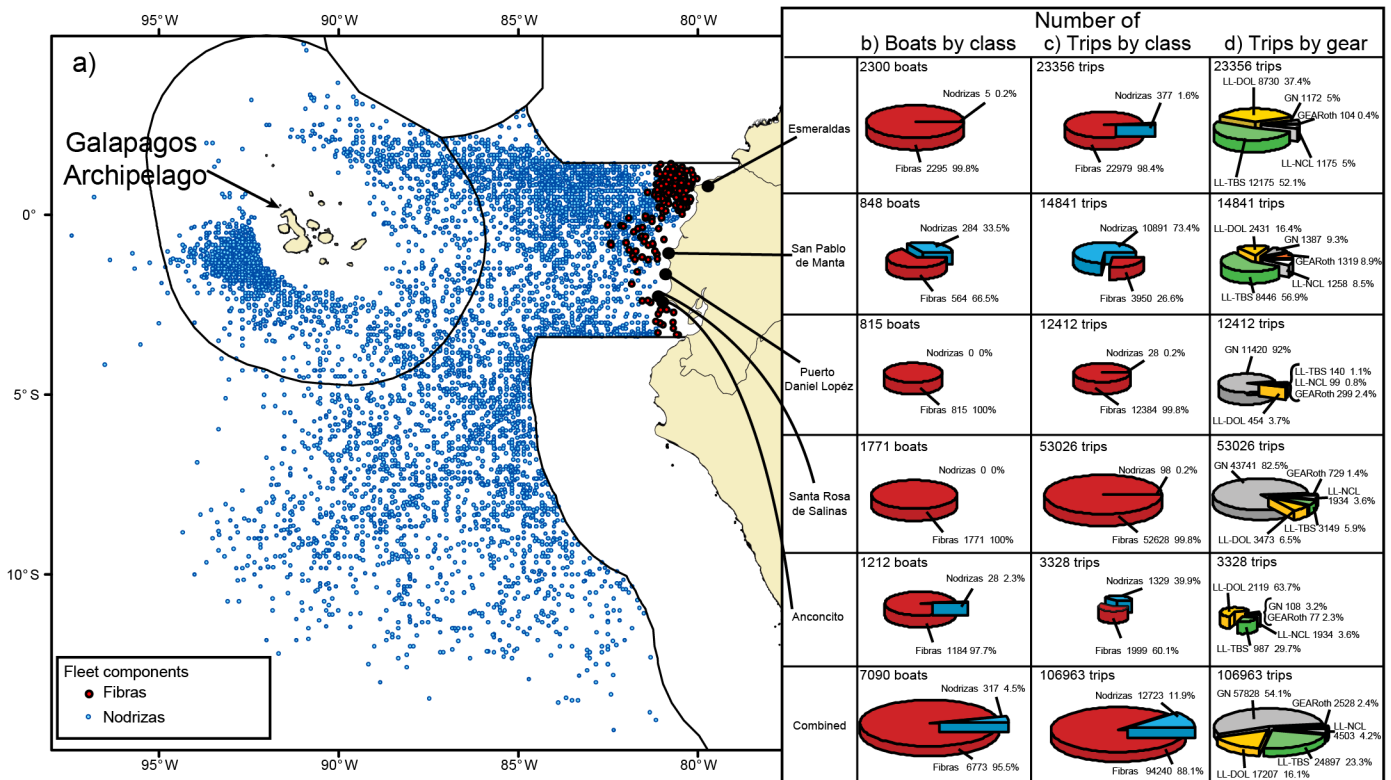 95°W 90°W 85°W 80°W
a)
Galapagos
Archipelago
0°
5°S
10°S
95°W 90°W 85°W 80°W
Fleet components
Fibras
Nodrizas
Number of
b) Boats by class
c) Trips by class
d) Trips by gear
Esmeraldas
2300 boats
Nodrizas 5 0.2%
Fibras 2295 99.8%
23356 trips
Nodrizas 377 1.6%
Fibras 22979 98.4%
23356 trips
LL-DOL 8730 37.4%
GN 1172 5%
GEARoth 104 0.4%
LL-NCL 1175 5%
LL-TBS 12175 52.1%
San Pablo
de Manta
848 boats
Nodrizas
284 33.5%
Fibras 564 66.5%
14841 trips
Nodrizas
10891 73.4%
Fibras 3950 26.6%
14841 trips
LL-DOL 2431 16.4%
GN 1387 9.3%
GEARoth 1319 8.9%
LL-NCL 1258 8.5%
LL-TBS 8446 56.9%
Puerto
Daniel Lopéz
815 boats
Nodrizas 0 0%
Fibras 815 100%
12412 trips
Nodrizas 28 0.2%
Fibras 12384 99.8%
12412 trips
GN 11420 92%
LL-TBS 140 1.1%
LL-NCL 99 0.8%
GEARoth 299 2.4%
LL-DOL 454 3.7%
Santa Rosa
de Salinas
1771 boats
Nodrizas 0 0%
Fibras 1771 100%
53026 trips
Nodrizas 98 0.2%
Fibras 52628 99.8%
53026 trips
GN 43741 82.5%
GEARoth 729 1.4%
LL-NCL
1934 3.6%
LL-TBS 3149 5.9%
LL-DOL 3473 6.5%
Anconcito
1212 boats
Nodrizas 28 2.3%
Fibras 1184 97.7%
3328 trips
Nodrizas 1329 39.9%
Fibras 1999 60.1%
3328 trips
LL-DOL 2119 63.7%
GN 108 3.2%
GEARoth 77 2.3%
LL-NCL 1934 3.6%
LL-TBS 987 29.7%
Combined
7090 boats
Nodrizas 317 4.5%
Fibras 6773 95.5%
106963 trips
Nodrizas 12723 11.9%
Fibras 94240 88.1%
106963 trips
GN 57828 54.1%
GEARoth 2528 2.4%
LL-NCL
4503 4.2%
LL-TBS 24897 23.3%
LL-DOL 17207 16.1%